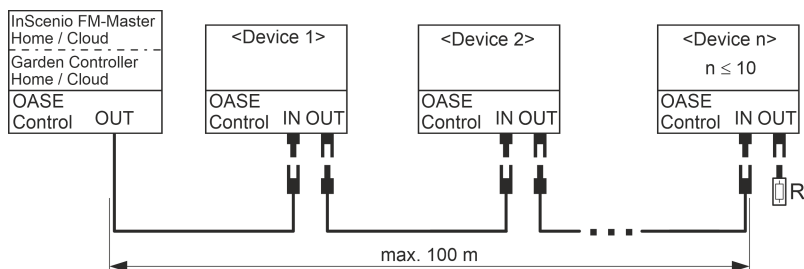 InScenio FM-Master
Home / Cloud
Garden Controller
Home / Cloud
OASE
Control OUT
<Device 1>
OASE
Control IN OUT
<Device 2>
OASE
Control IN OUT
<Device n>
n ≤ 10
OASE
Control IN OUT
R
max. 100 m